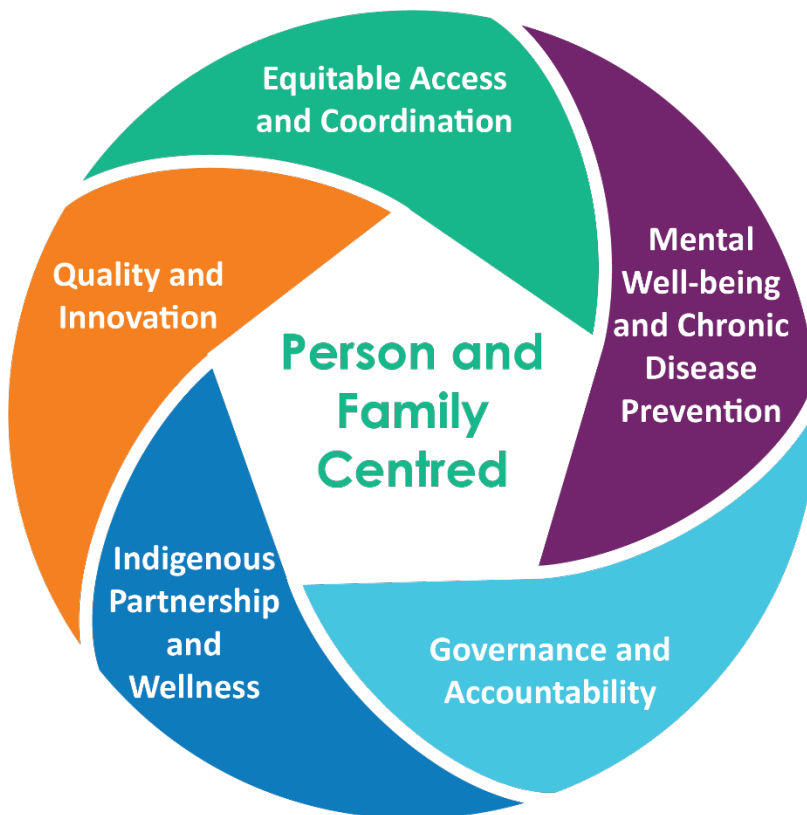 Equitable Access
and Coordination
Mental
Well-being
and Chronic
Disease
Prevention
Quality and
Innovation
Person and
Family
Centred
Indigenous
Partnership
and
Wellness
Governance and
Accountability